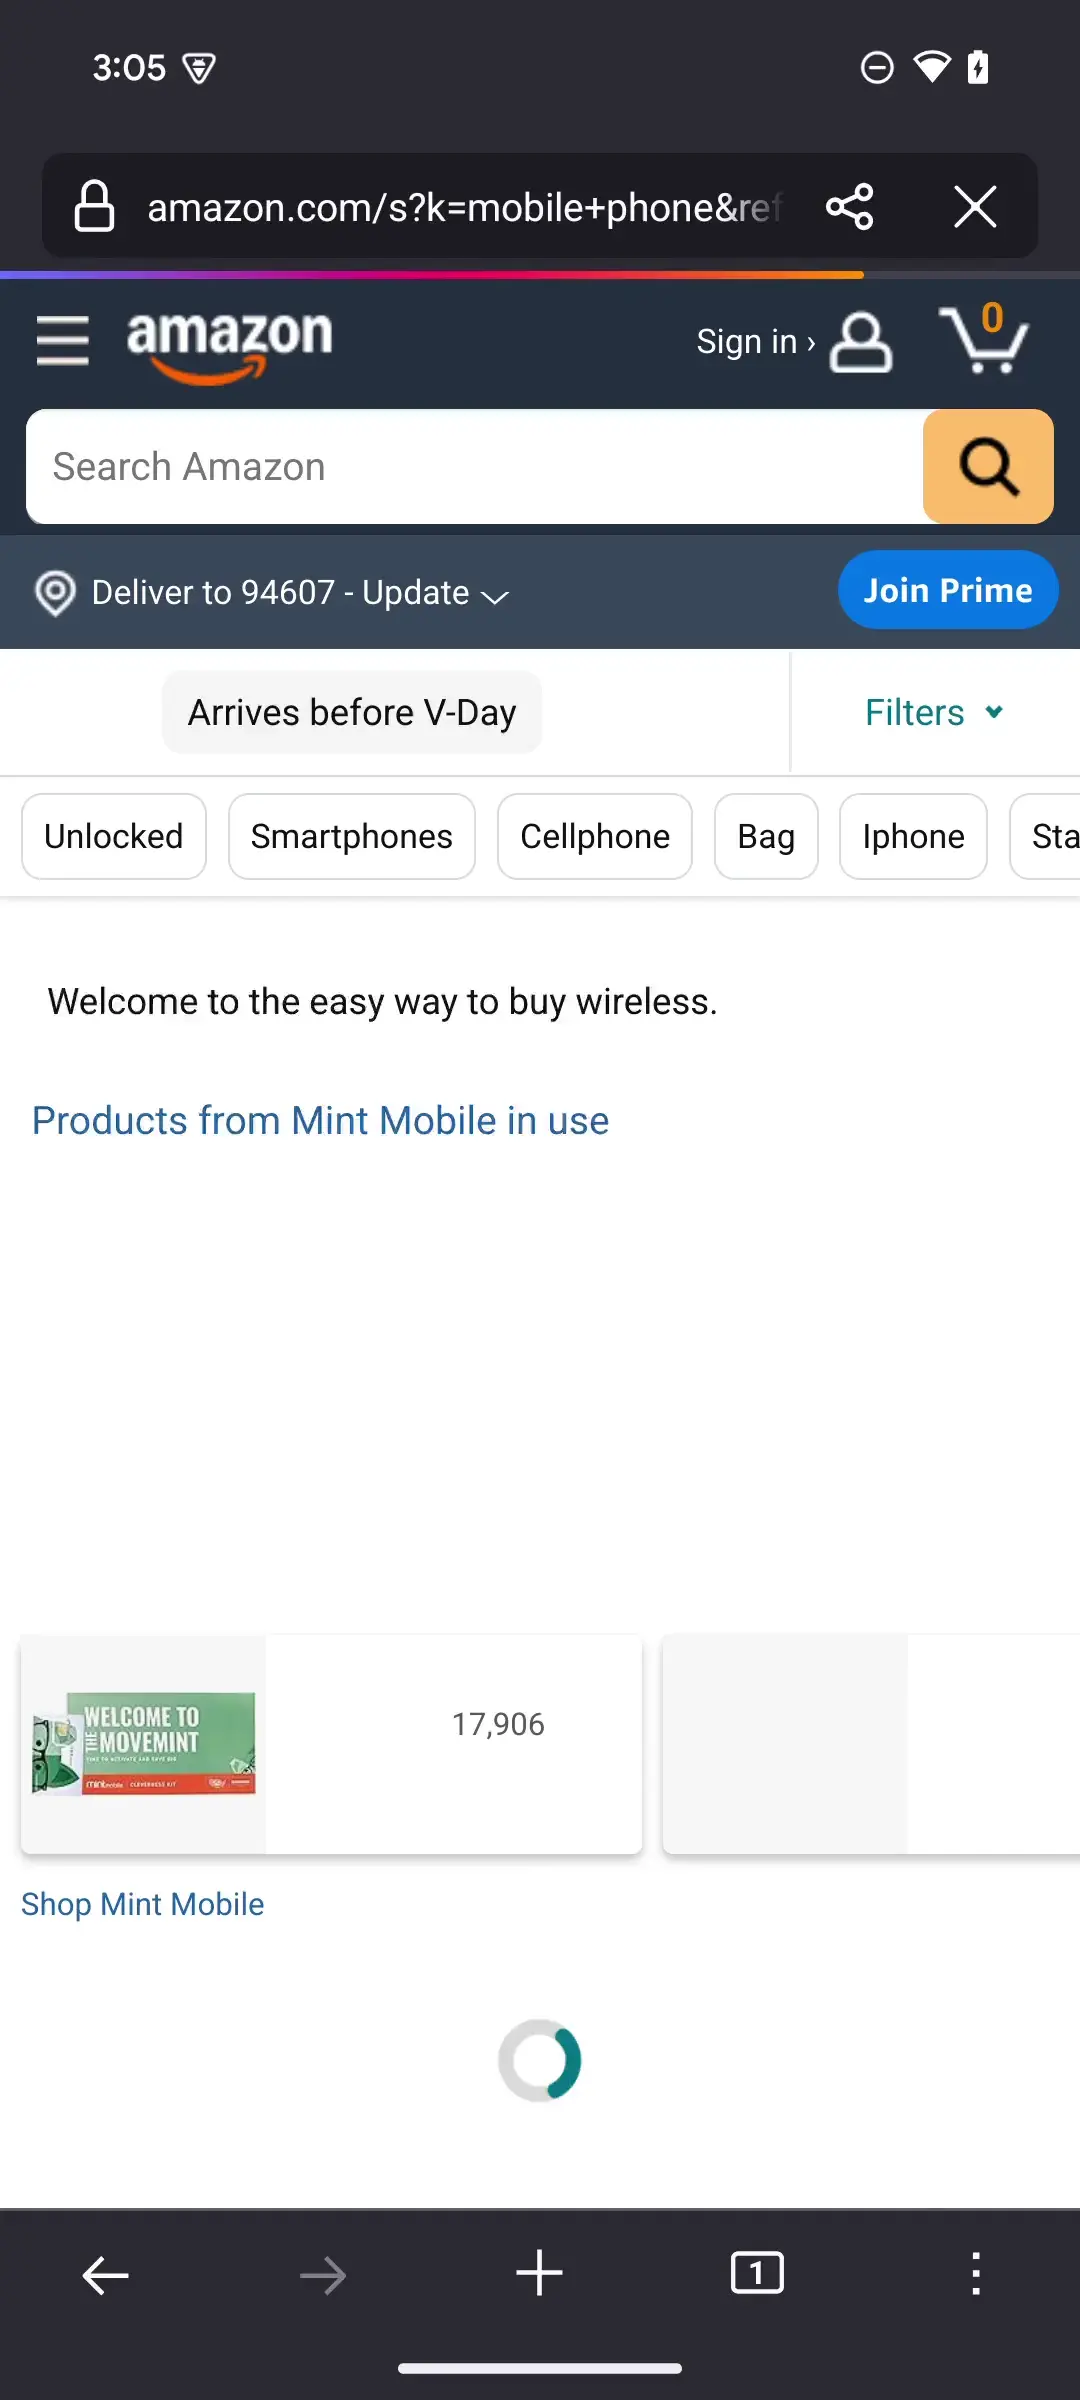 3:05
amazon.com/s?k=mobile+phone&ref
amazon
Sign in ›
0
Search Amazon
Deliver to 94607 - Update
Join Prime
Arrives before V-Day
Filters
Unlocked
Smartphones
Cellphone
Bag
Iphone
Sta
Welcome to the easy way to buy wireless.
Products from Mint Mobile in use
WELCOME TO
THE MOVEMINT
17,906
Shop Mint Mobile
1